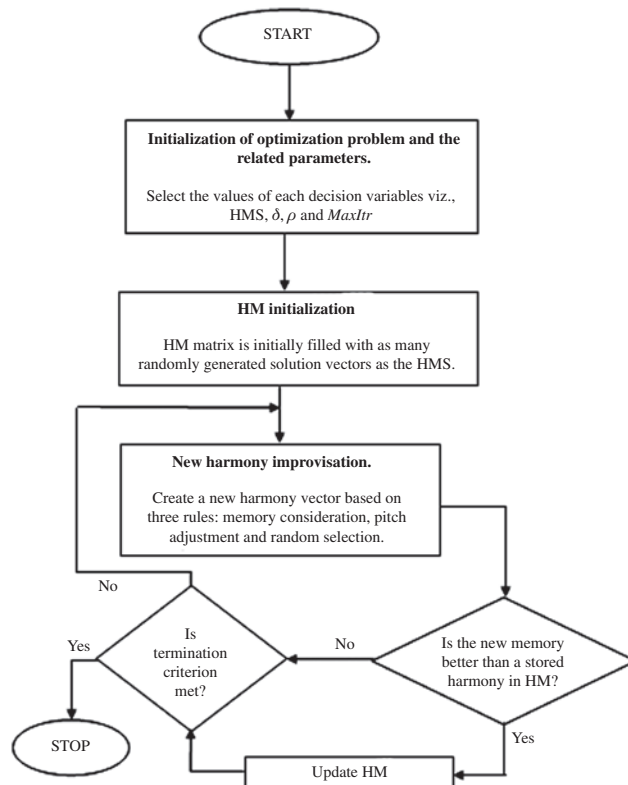 START
Initialization of optimization problem and the
related parameters.
Select the values of each decision variables viz.,
HMS, δ, ρ and MaxItr
HM initialization
HM matrix is initially filled with as many
randomly generated solution vectors as the HMS.
New harmony improvisation.
Create a new harmony vector based on
three rules: memory consideration, pitch
adjustment and random selection.
No
Yes
Is
termination
criterion
met?
No
Is the new memory
better than a stored
harmony in HM?
STOP
Yes
Update HM